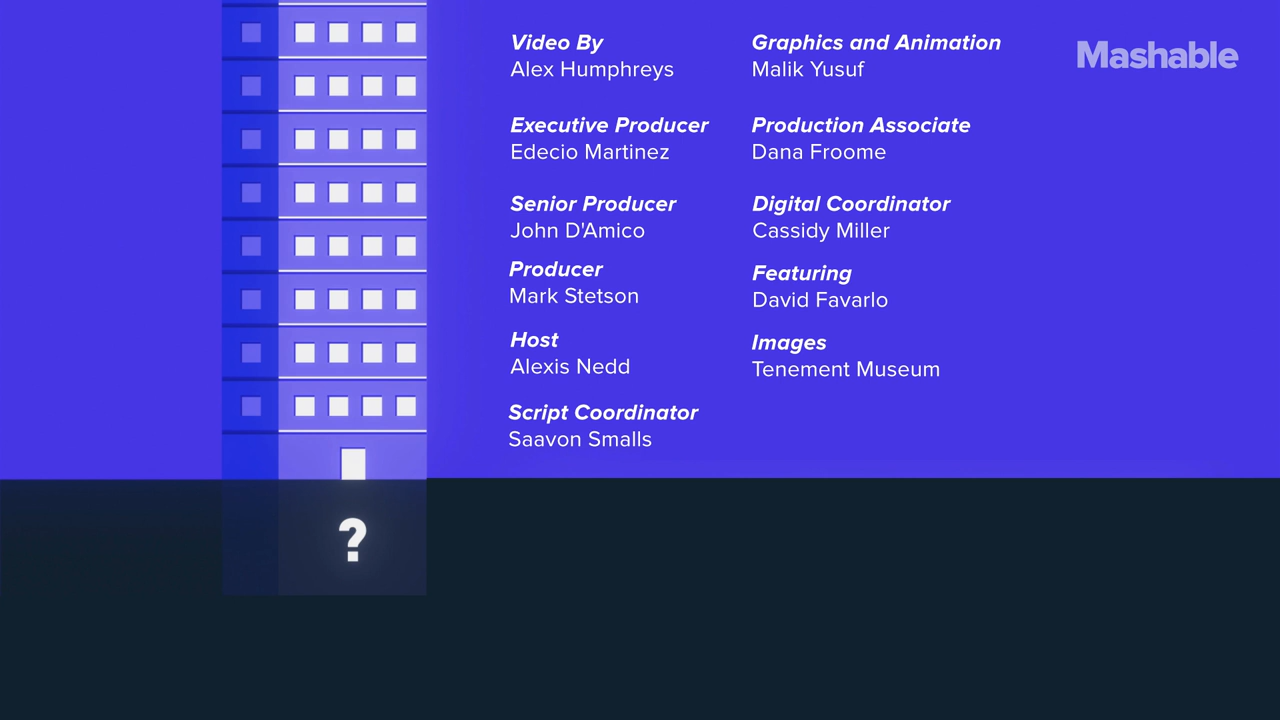 Video By
Alex Humphreys
Executive Producer
Edecio Martinez
Senior Producer
John D'Amico
Producer
Mark Stetson
Host
Alexis Nedd
Script Coordinator
Saavon Smalls
Graphics and Animation
Malik Yusuf
Production Associate
Dana Froome
Digital Coordinator
Cassidy Miller
Featuring
David Favarlo
Images
Tenement Museum
Mashable
?